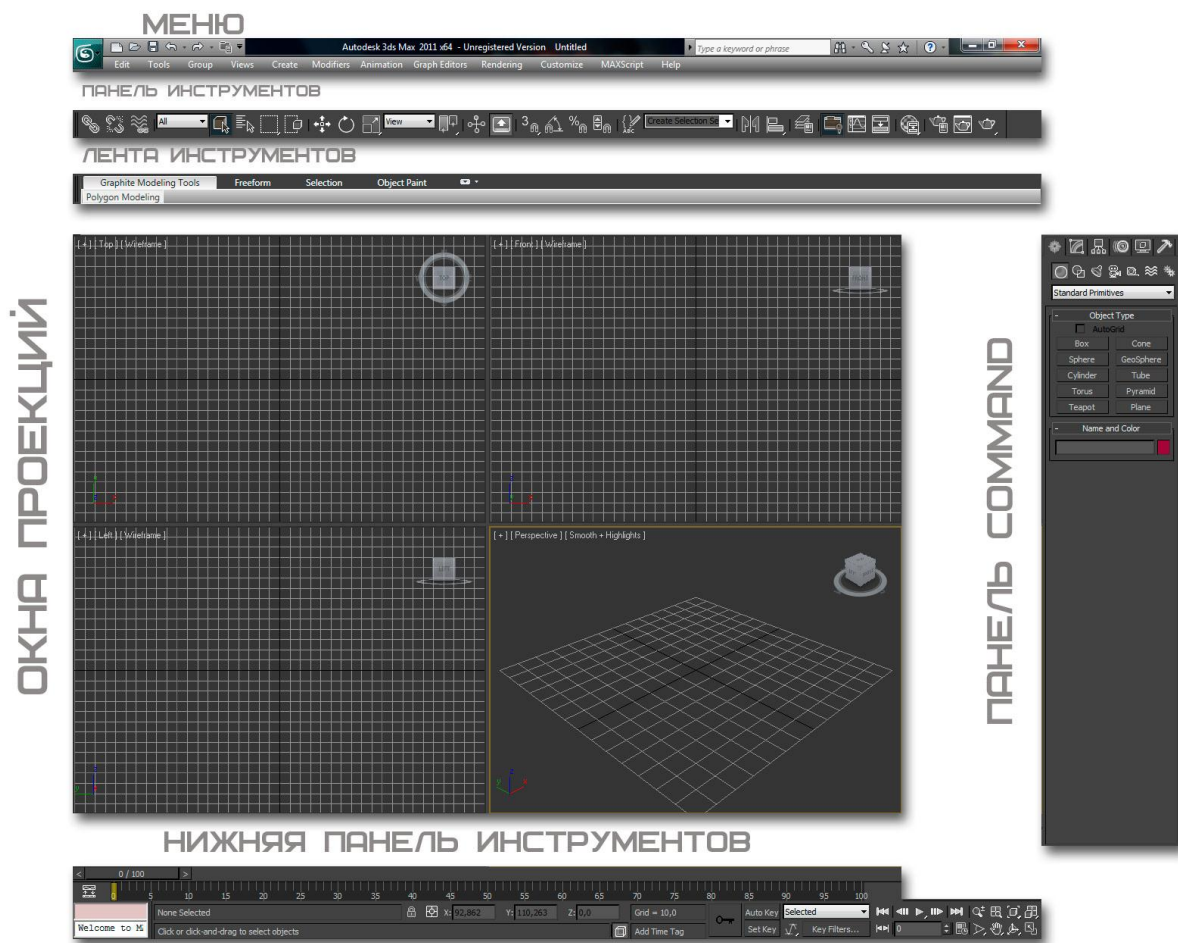 МЕНЮ
Autodesk 3ds Max 2011 x64 - Unregistered Version Untitled
Type a keyword or phrase
Edit Tools Group Views Create Modifiers Animation Graph Editors Rendering Customize MAXScript Help
ПАНЕЛЬ ИНСТРУМЕНТОВ
All View 3 Create Selection Se
ЛЕНТА ИНСТРУМЕНТОВ
Graphite Modeling Tools Freeform Selection Object Paint
Polygon Modeling
ОКНА ПРОЕКЦИЙ
[ + ] [ Top ] [ Wireframe ]
TOP
[ + ] [ Front ] [ Wireframe ]
FRONT
[ + ] [ Left ] [ Wireframe ]
LEFT
[ + ] [ Perspective ] [ Smooth + Highlights ]
z
y x
ПАНЕЛЬ COMMAND
Standard Primitives
- Object Type
AutoGrid
Box Cone
Sphere GeoSphere
Cylinder Tube
Torus Pyramid
Teapot Plane
- Name and Color
НИЖНЯЯ ПАНЕЛЬ ИНСТРУМЕНТОВ
< 0 / 100 >
0 5 10 15 20 25 30 35 40 45 50 55 60 65 70 75 80 85 90 95 100
None Selected X: 92,862 Y: 110,263 Z: 0,0 Grid = 10,0 Auto Key Selected
Welcome to M Click or click-and-drag to select objects Add Time Tag Set Key Key Filters... 0